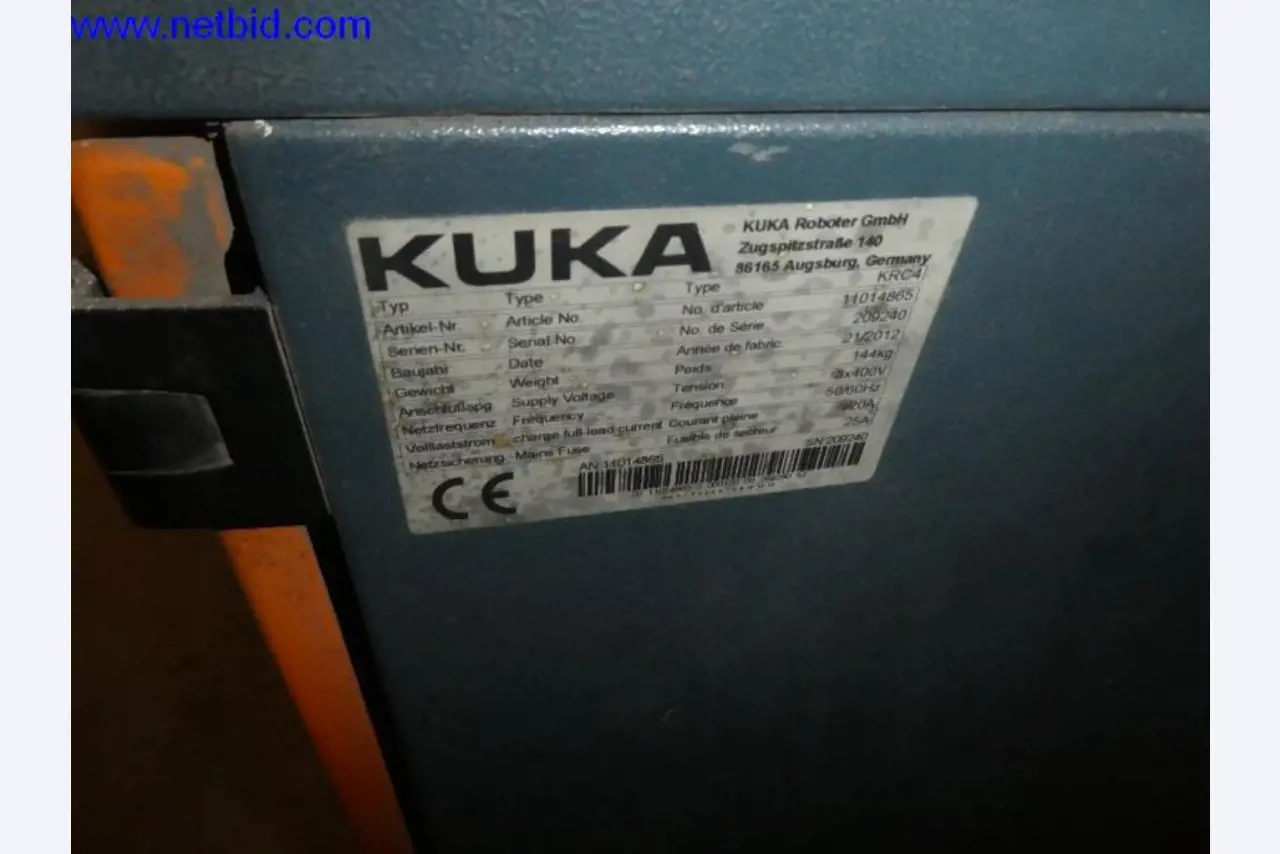 www.netbid.com
KUKA
KUKA Roboter GmbH
Zugspitzstraße 140
86165 Augsburg, Germany
Typ Type Type KRC4
Artikel-Nr. Article No. No. d'article 11014865
Serien-Nr. Serial No No. de Série 209240
Baujahr Date Année de fabric. 21/2012
Gewicht Weight Poids 144kg
Anschlußspg Supply Voltage Tension 3x400V
Netzfrequenz Frequency Fréquence 50/60Hz
Volllaststrom charge full-load current Courant pleine 20A
Netzsicherung Mains Fuse Fusible de secteur 25A
AN 11014865 SN 209240
CE